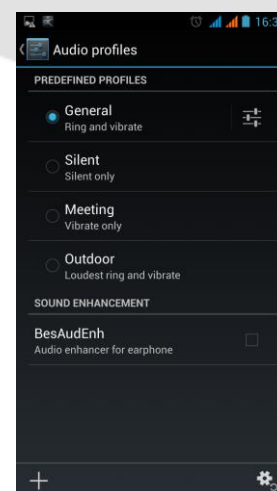 16:3
Audio profiles
PREDEFINED PROFILES
General
Ring and vibrate
Silent
Silent only
Meeting
Vibrate only
Outdoor
Loudest ring and vibrate
SOUND ENHANCEMENT
BesAudEnh
Audio enhancer for earphone